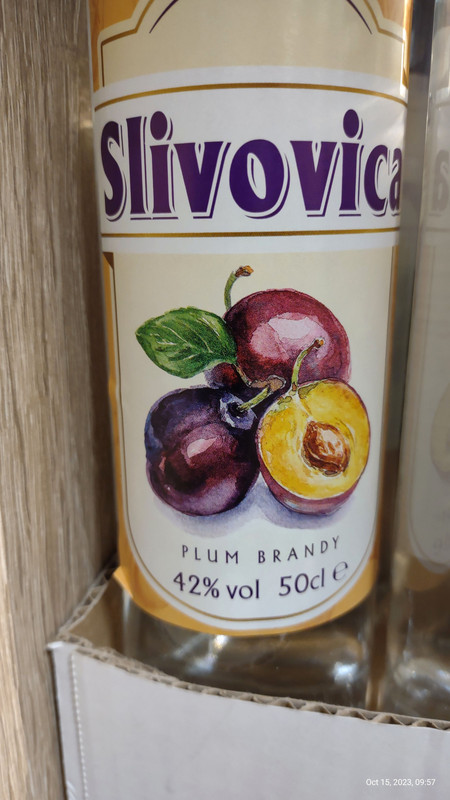 Slivovica
PLUM BRANDY
42% vol 50cl ℮
Oct 15, 2023, 09:57